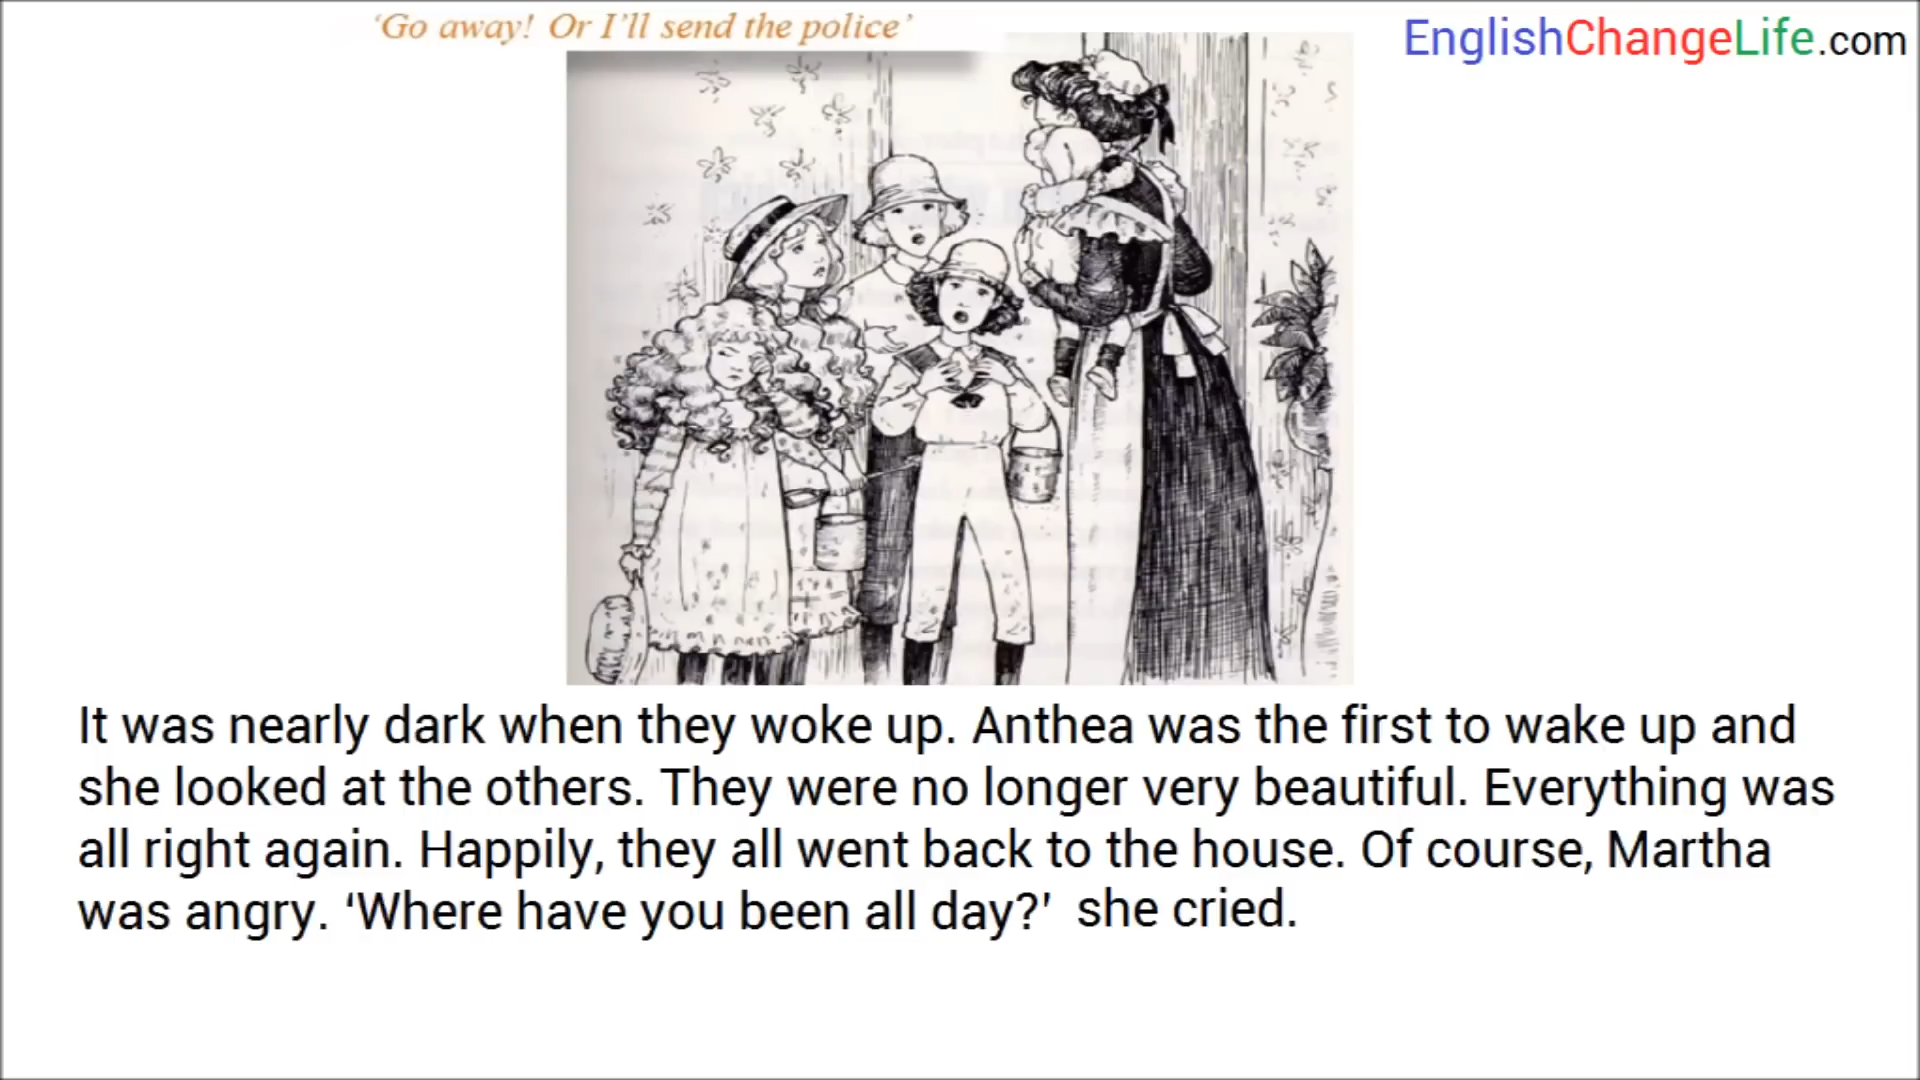 ‘Go away! Or I’ll send the police’
EnglishChangeLife.com
It was nearly dark when they woke up. Anthea was the first to wake up and
she looked at the others. They were no longer very beautiful. Everything was
all right again. Happily, they all went back to the house. Of course, Martha
was angry. ‘Where have you been all day?’ she cried.